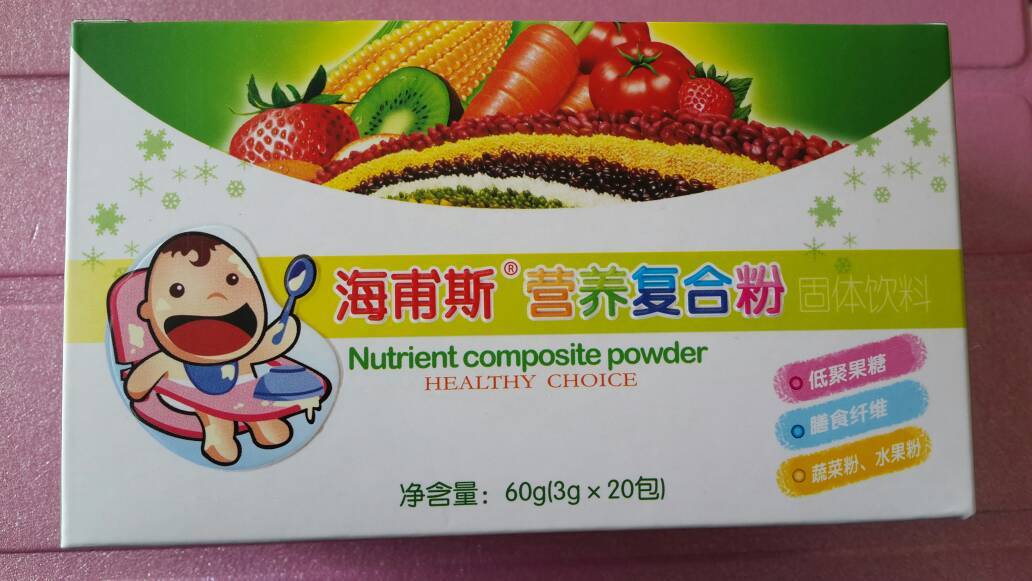 海甫斯®营养复合粉 固体饮料
Nutrient composite powder
HEALTHY CHOICE
低聚果糖
膳食纤维
蔬菜粉、水果粉
净含量：60g(3g×20包)